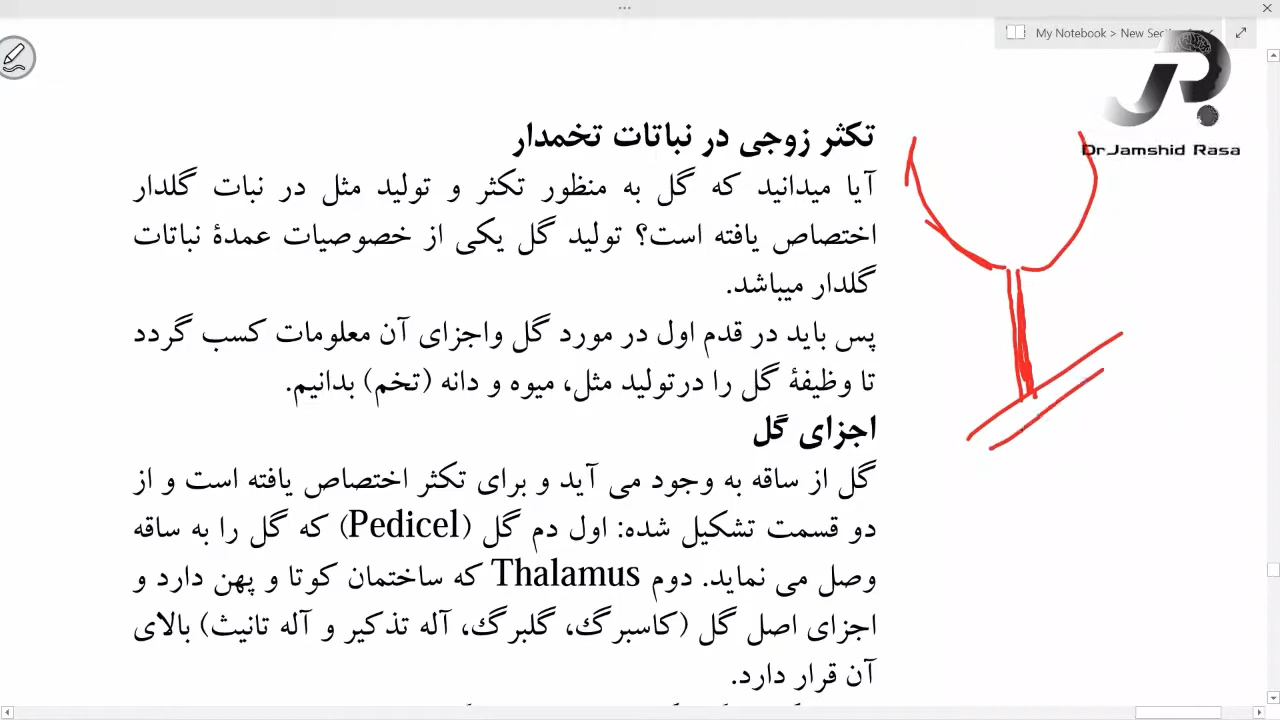 My Notebook > New Sec
Dr.Jamshid Rasa
تکثر زوجی در نباتات تخمدار
آیا میدانید که گل به منظور تکثر و تولید مثل در نبات گلدار
اختصاص یافته است؟ تولید گل یکی از خصوصیات عمدۀ نباتات
گلدار میباشد.
پس باید در قدم اول در مورد گل واجزای آن معلومات کسب گردد
تا وظیفۀ گل را درتولید مثل، میوه و دانه (تخم) بدانیم.
اجزای گل
گل از ساقه به وجود می آید و برای تکثر اختصاص یافته است و از
دو قسمت تشکیل شده: اول دم گل (Pedicel) که گل را به ساقه
وصل می نماید. دوم Thalamus که ساختمان کوتا و پهن دارد و
اجزای اصل گل (کاسبرگ، گلبرگ، آله تذکیر و آله تانیث) بالای
آن قرار دارد.